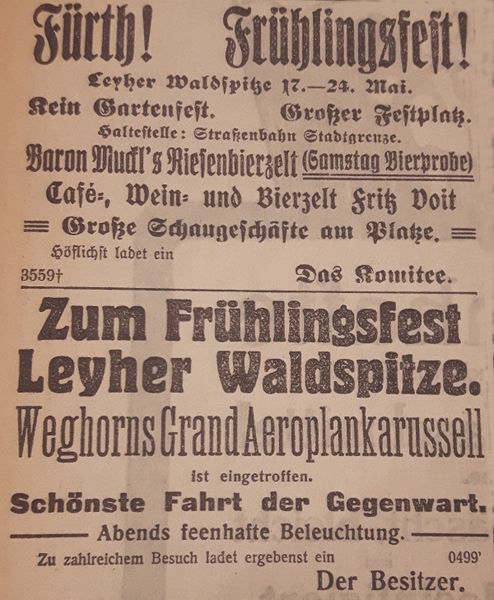 Fürth! Frühlingsfest!
Leyher Waldspitze 17.—24. Mai.
Kein Gartenfest. Großer Festplatz.
Haltestelle: Straßenbahn Stadtgrenze.
Baron Muckl's Riesenbierzelt (Samstag Bierprobe)
Café-, Wein- und Bierzelt Fritz Voit
Große Schaugeschäfte am Platze.
Höflichst ladet ein
3559† Das Komitee.
Zum Frühlingsfest
Leyher Waldspitze.
Weghorns Grand Aeroplankarussell
ist eingetroffen.
Schönste Fahrt der Gegenwart.
Abends feenhafte Beleuchtung.
Zu zahlreichem Besuch ladet ergebenst ein 0499'
Der Besitzer.